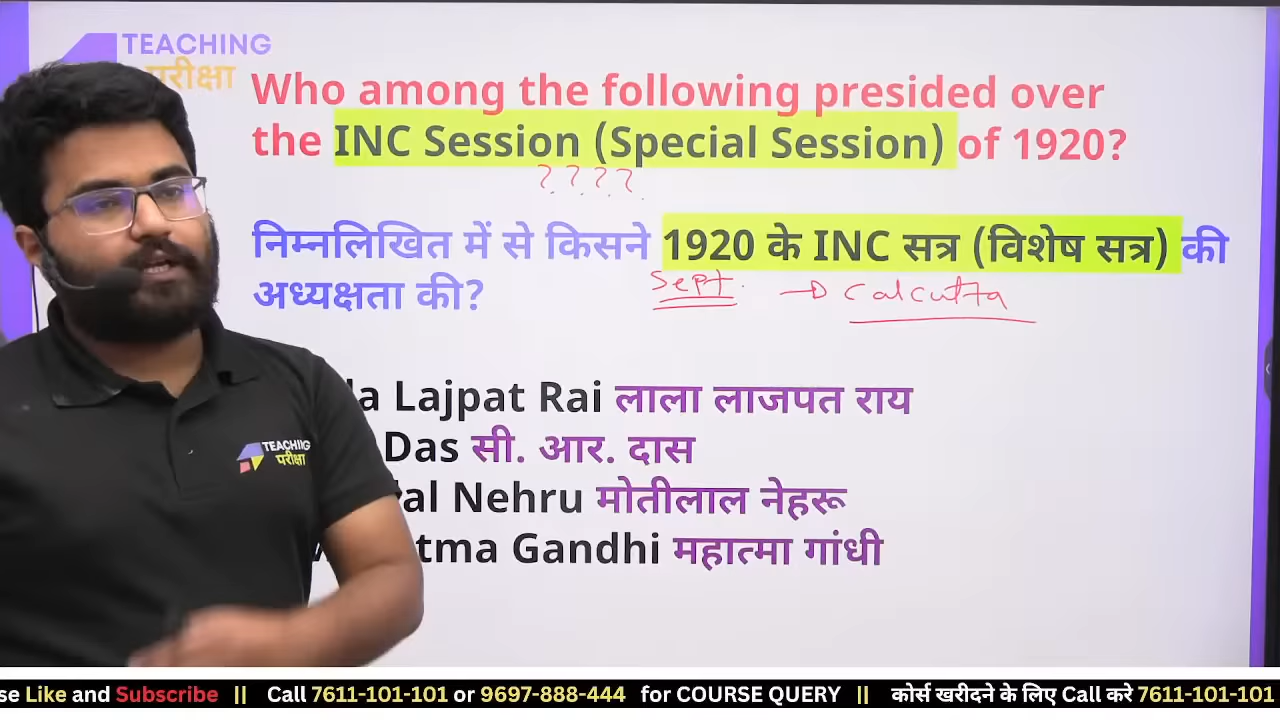 TEACHING
परीक्षा
Who among the following presided over
the INC Session (Special Session) of 1920?
? ? ? ?
निम्नलिखित में से किसने 1920 के INC सत्र (विशेष सत्र) की
Sept. → Calcutta
अध्यक्षता की?
Lajpat Rai लाला लाजपत राय
Das सी. आर. दास
Nehru मोतीलाल नेहरू
Gandhi महात्मा गांधी
TEACHING
परीक्षा
Like and Subscribe || Call 7611-101-101 or 9697-888-444 for COURSE QUERY || कोर्स खरीदने के लिए Call करे 7611-101-101